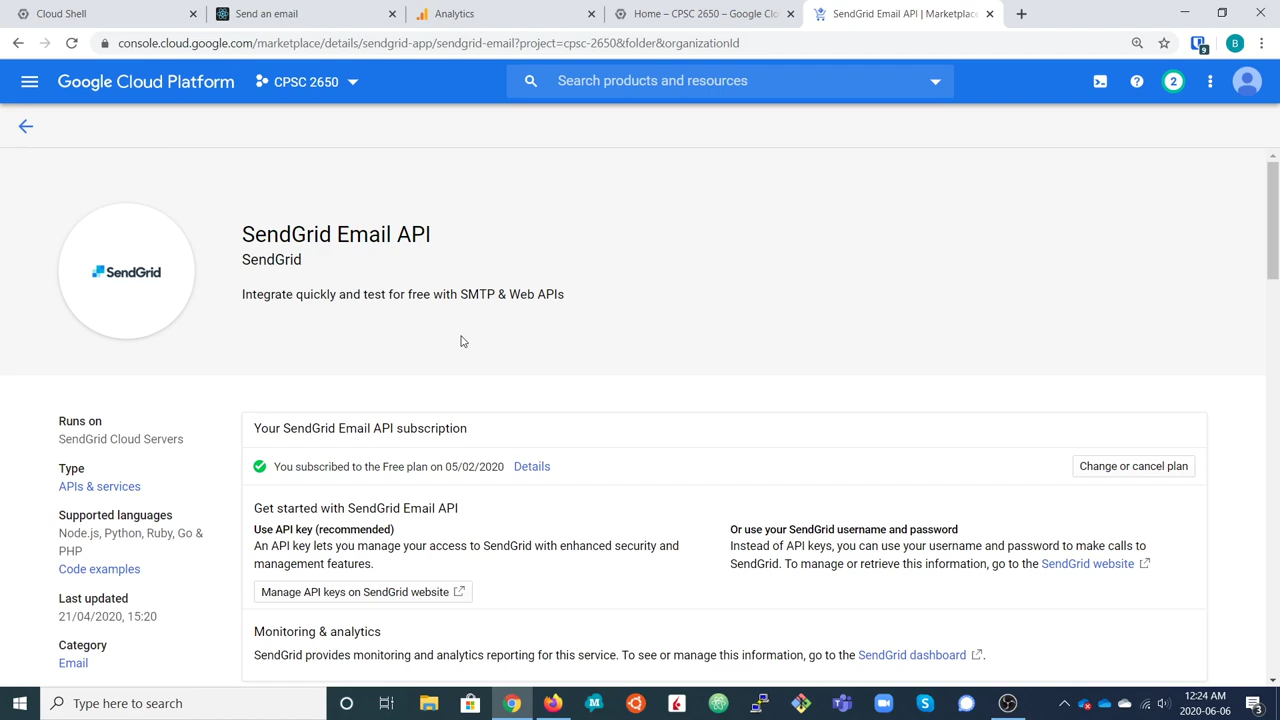 Cloud Shell
Send an email
Analytics
Home – CPSC 2650 – Google Clo
SendGrid Email API | Marketplace
console.cloud.google.com/marketplace/details/sendgrid-app/sendgrid-email?project=cpsc-2650&folder&organizationId
9
B
Google Cloud Platform
CPSC 2650
Search products and resources
2
SendGrid
SendGrid Email API
SendGrid
Integrate quickly and test for free with SMTP & Web APIs
Runs on
SendGrid Cloud Servers
Type
APIs & services
Supported languages
Node.js, Python, Ruby, Go &
PHP
Code examples
Last updated
21/04/2020, 15:20
Category
Email
Your SendGrid Email API subscription
You subscribed to the Free plan on 05/02/2020 Details
Change or cancel plan
Get started with SendGrid Email API
Use API key (recommended)
An API key lets you manage your access to SendGrid with enhanced security and
management features.
Manage API keys on SendGrid website
Or use your SendGrid username and password
Instead of API keys, you can use your username and password to make calls to
SendGrid. To manage or retrieve this information, go to the SendGrid website
Monitoring & analytics
SendGrid provides monitoring and analytics reporting for this service. To see or manage this information, go to the SendGrid dashboard .
Type here to search
12:24 AM
2020-06-06
3